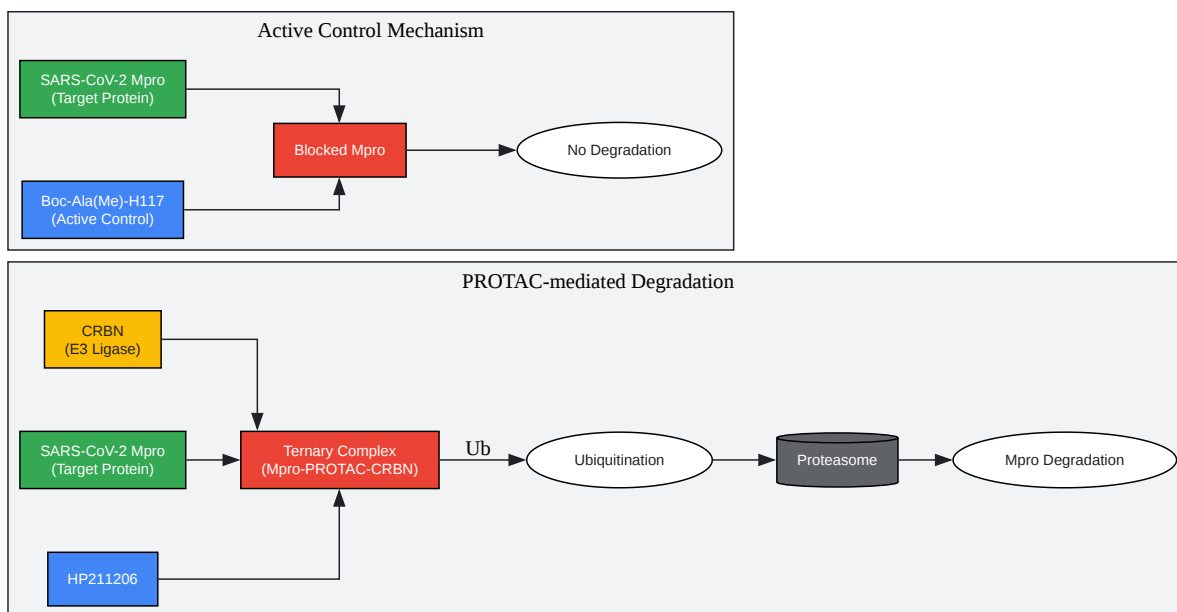 Active Control Mechanism
SARS-CoV-2 Mpro
(Target Protein)
Blocked Mpro
No Degradation
Boc-Ala(Me)-H117
(Active Control)
PROTAC-mediated Degradation
CRBN
(E3 Ligase)
SARS-CoV-2 Mpro
(Target Protein)
Ternary Complex
(Mpro-PROTAC-CRBN)
Ub
Ubiquitination
Proteasome
Mpro Degradation
HP211206